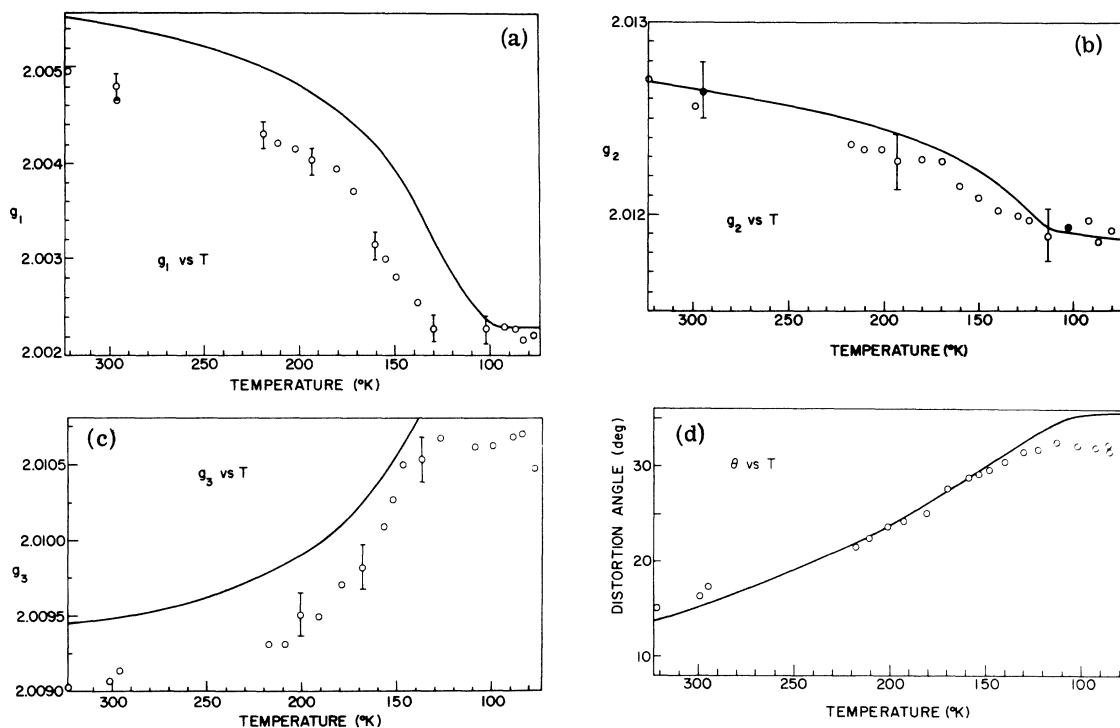 (a)
2.005
2.004
g1
2.003
g1 vs T
2.002
300 250 200 150 100
TEMPERATURE (°K)
2.013
(b)
g2
2.012
g2 vs T
300 250 200 150 100
TEMPERATURE (°K)
(c)
2.0105
g3 vs T
2.0100
g3
2.0095
2.0090
300 250 200 150 100
TEMPERATURE (°K)
(d)
DISTORTION ANGLE (deg)
30
θ vs T
20
10
300 250 200 150 100
TEMPERATURE (°K)